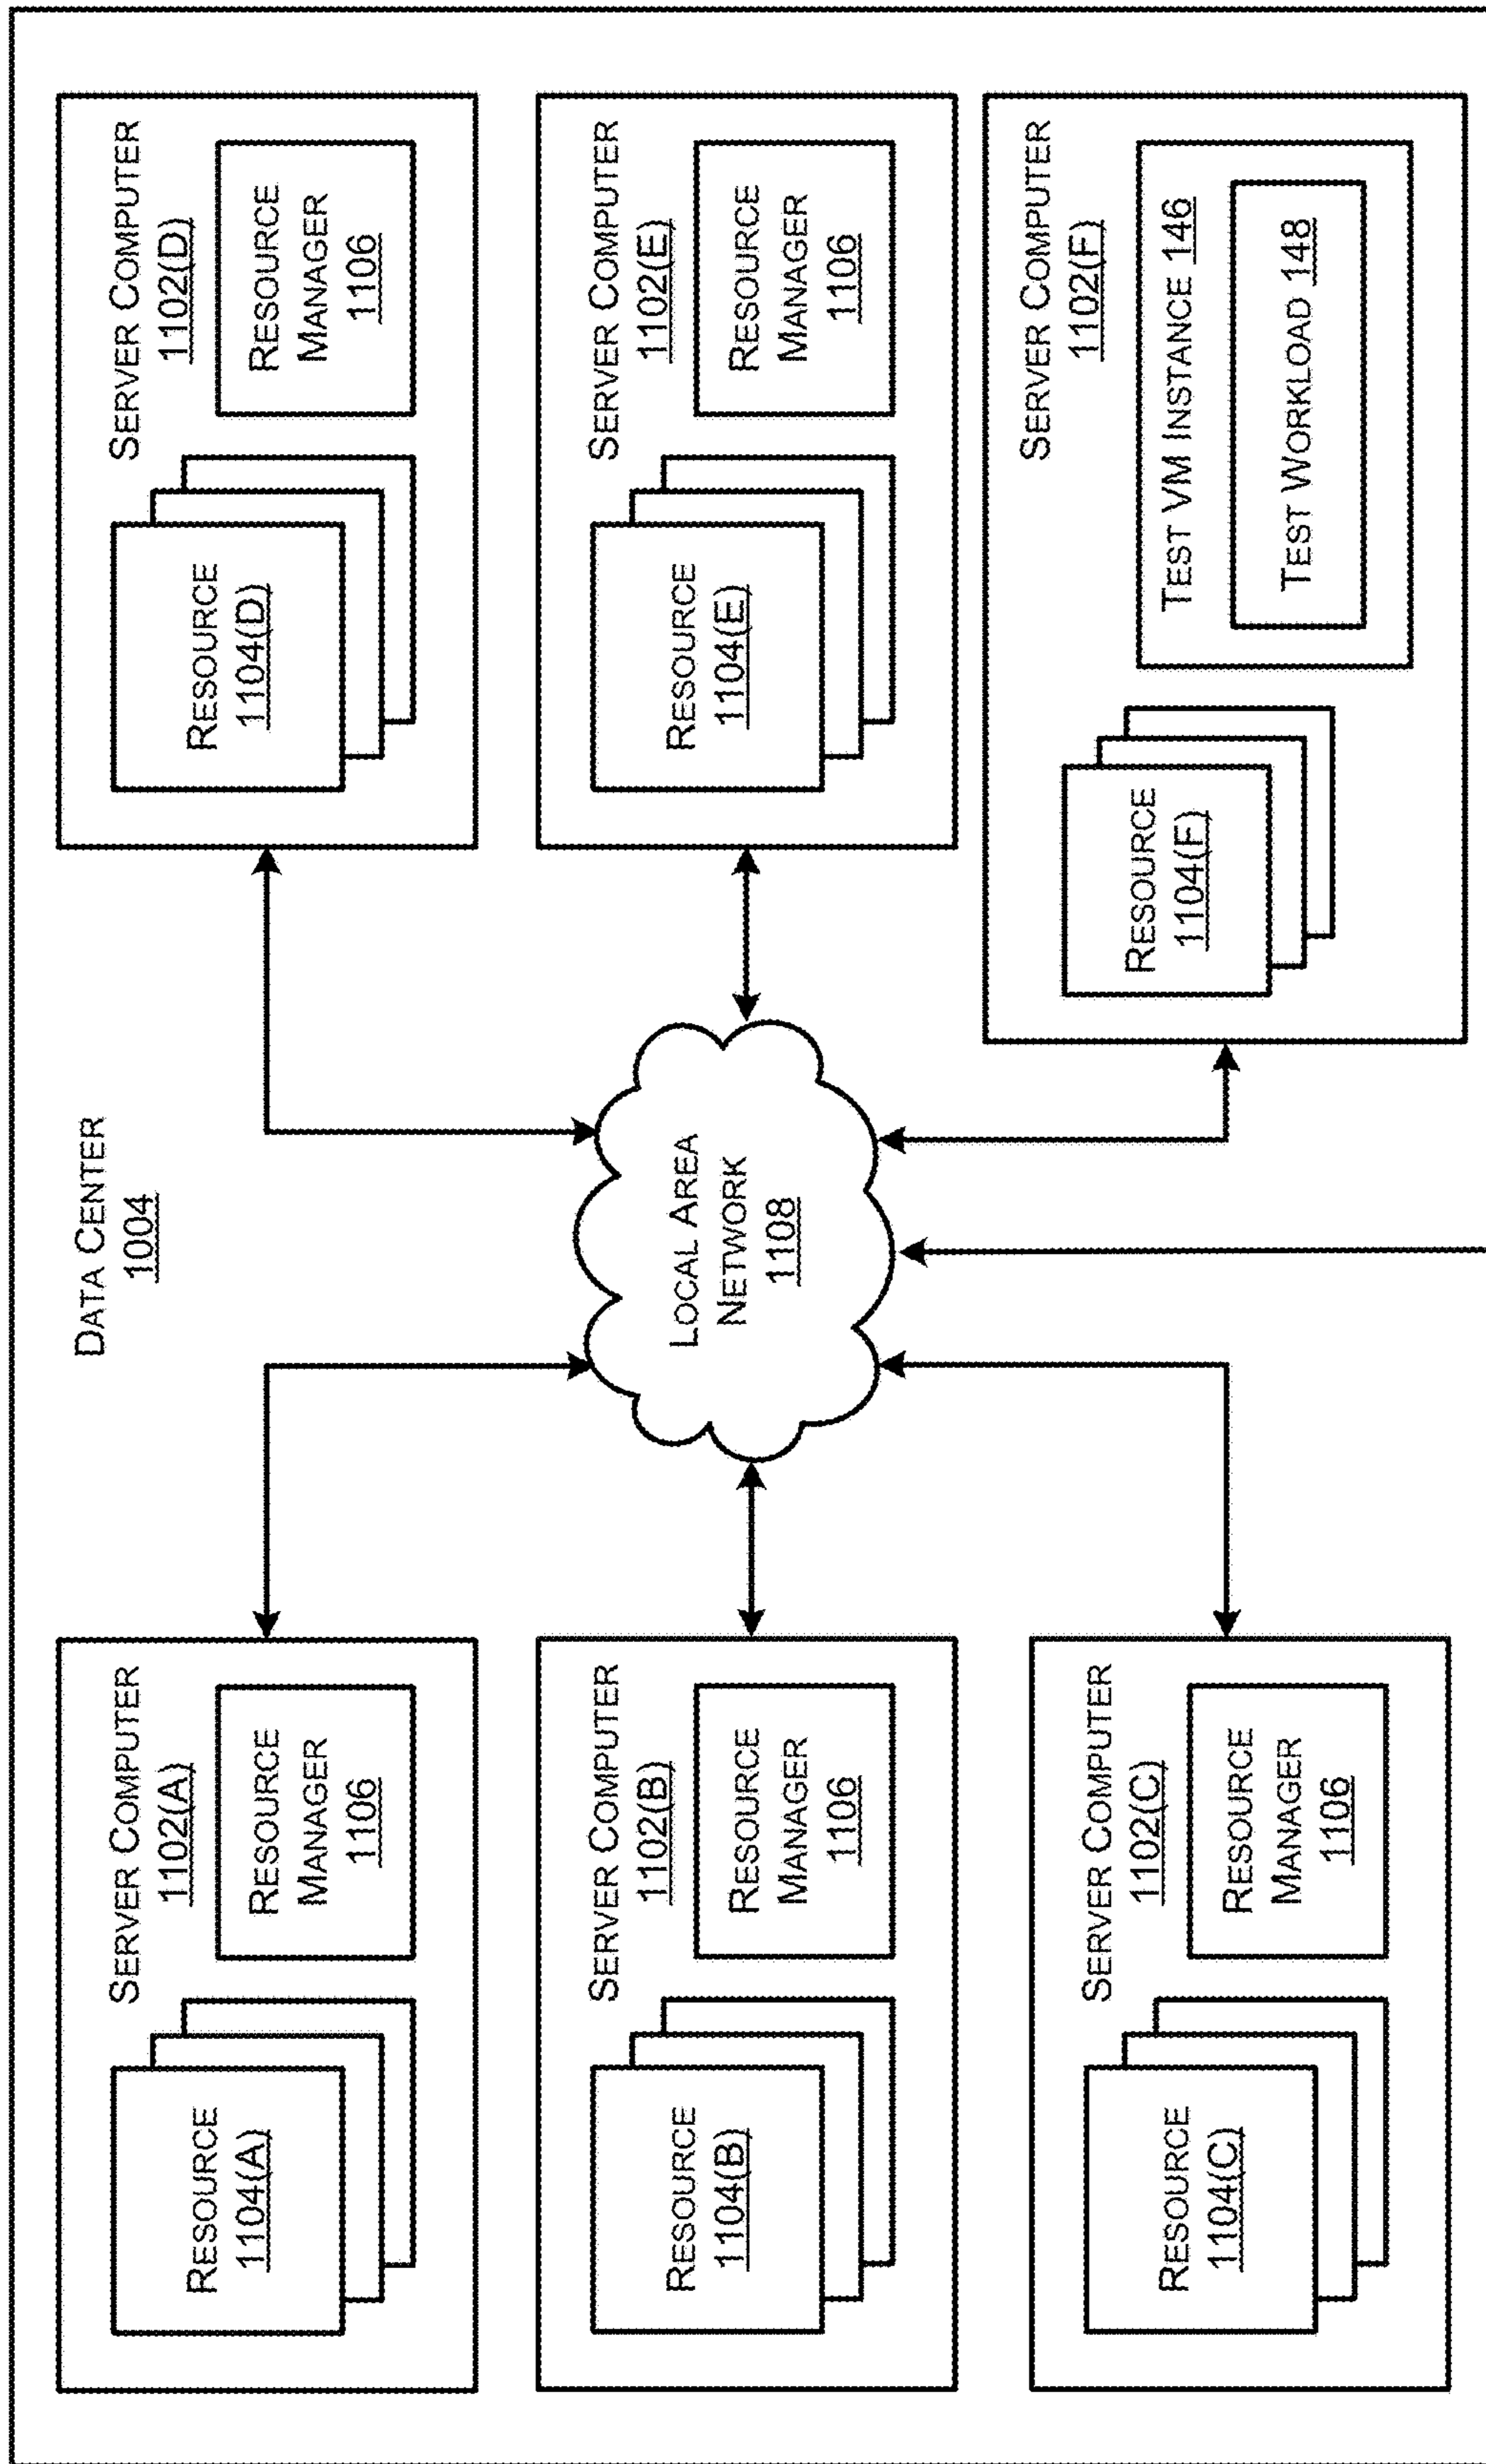 DATA CENTER
1004
SERVER COMPUTER
1102(A)
RESOURCE
1104(A)
RESOURCE
MANAGER
1106
SERVER COMPUTER
1102(D)
RESOURCE
1104(D)
RESOURCE
MANAGER
1106
SERVER COMPUTER
1102(B)
RESOURCE
1104(B)
RESOURCE
MANAGER
1106
LOCAL AREA
NETWORK
1108
SERVER COMPUTER
1102(E)
RESOURCE
1104(E)
RESOURCE
MANAGER
1106
SERVER COMPUTER
1102(C)
RESOURCE
1104(C)
RESOURCE
MANAGER
1106
SERVER COMPUTER
1102(F)
RESOURCE
1104(F)
TEST VM INSTANCE 146
TEST WORKLOAD 148